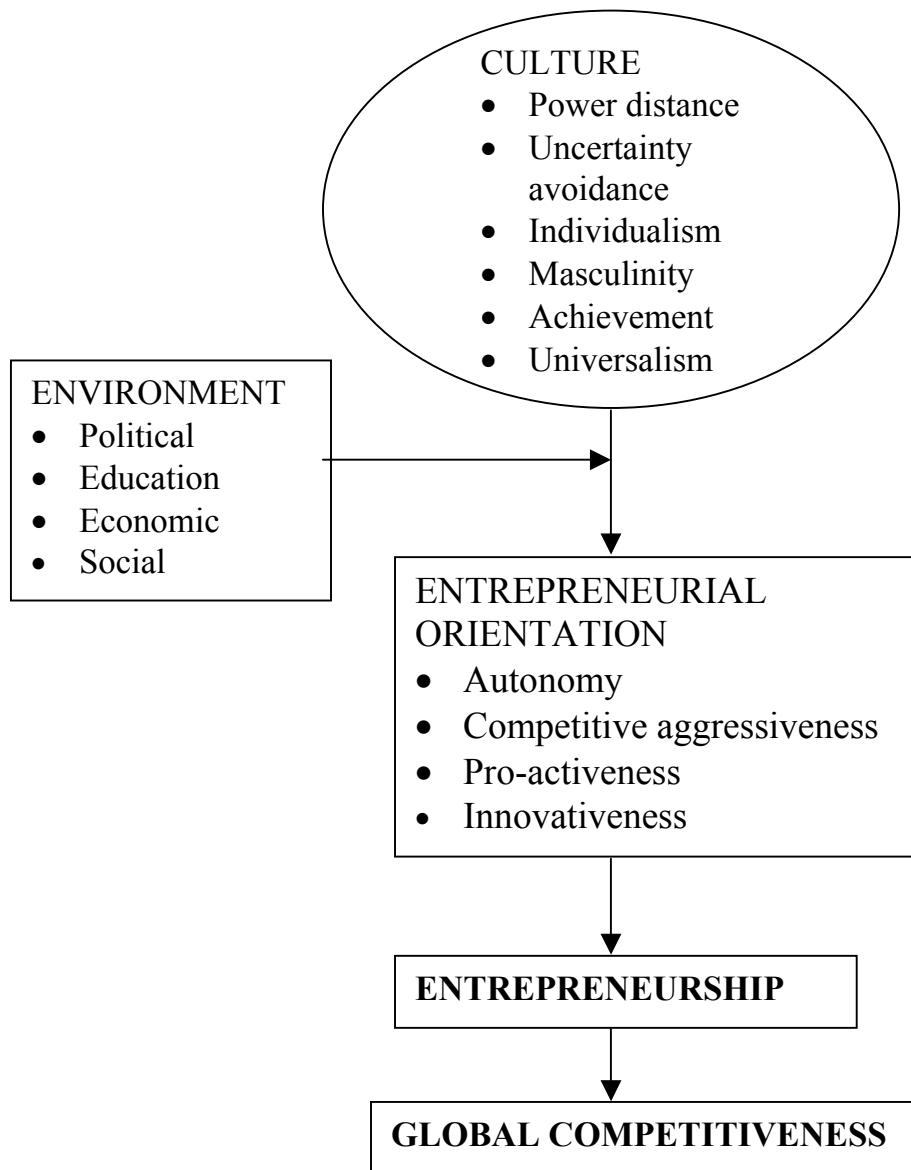 CULTURE
• Power distance
• Uncertainty
avoidance
• Individualism
• Masculinity
• Achievement
• Universalism
ENVIRONMENT
• Political
• Education
• Economic
• Social
ENTREPRENEURIAL
ORIENTATION
• Autonomy
• Competitive aggressiveness
• Pro-activeness
• Innovativeness
ENTREPRENEURSHIP
GLOBAL COMPETITIVENESS